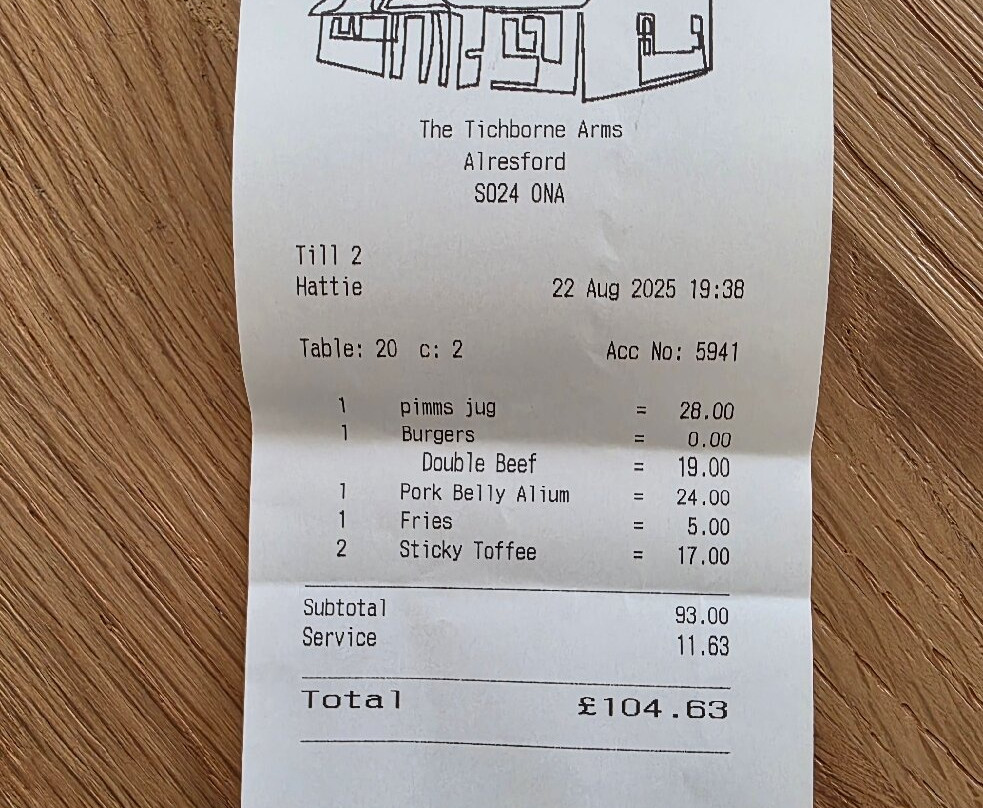 The Tichborne Arms
Alresford
SO24 0NA
Till 2
Hattie 22 Aug 2025 19:38
Table: 20 c: 2 Acc No: 5941
1 pimms jug = 28.00
1 Burgers = 0.00
Double Beef = 19.00
1 Pork Belly Alium = 24.00
1 Fries = 5.00
2 Sticky Toffee = 17.00
Subtotal 93.00
Service 11.63
Total £104.63